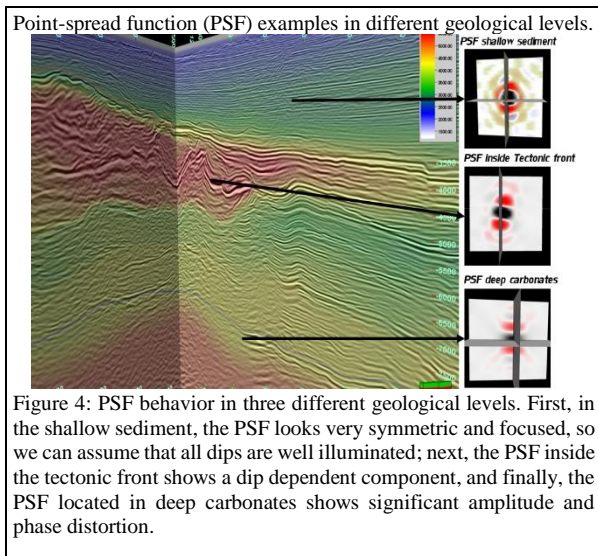 Point-spread function (PSF) examples in different geological levels.
PSF shallow sediment
PSF inside Tectonic front
PSF deep carbonates
Figure 4: PSF behavior in three different geological levels. First, in
the shallow sediment, the PSF looks very symmetric and focused, so
we can assume that all dips are well illuminated; next, the PSF inside
the tectonic front shows a dip dependent component, and finally, the
PSF located in deep carbonates shows significant amplitude and
phase distortion.